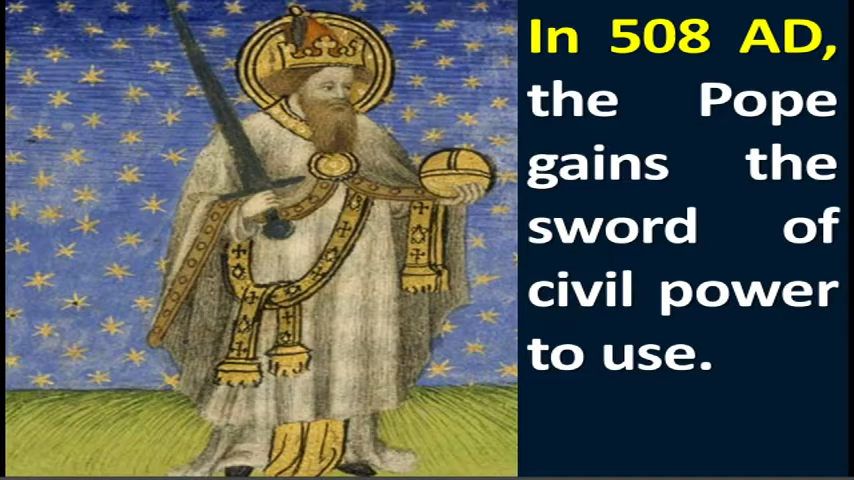 In 508 AD,
the Pope
gains the
sword of
civil power
to use.